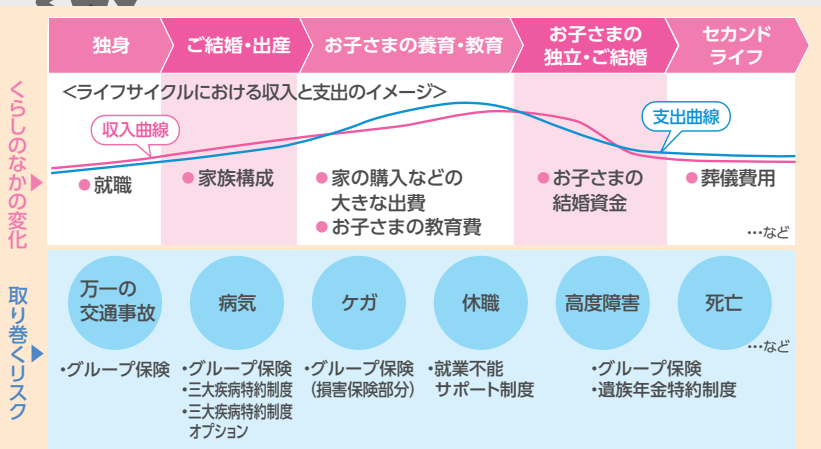 独身
ご結婚・出産
お子さまの養育・教育
お子さまの
独立・ご結婚
セカンド
ライフ
くらしのなかの変化
<ライフサイクルにおける収入と支出のイメージ>
収入曲線
支出曲線
●就職
●家族構成
●家の購入などの
大きな出費
●お子さまの教育費
●お子さまの
結婚資金
●葬儀費用
…など
取り巻くリスク
万一の
交通事故
病気
ケガ
休職
高度障害
死亡
…など
・グループ保険
・グループ保険
・三大疾病特約制度
・三大疾病特約制度
オプション
・グループ保険
(損害保険部分)
・就業不能
サポート制度
・グループ保険
・遺族年金特約制度